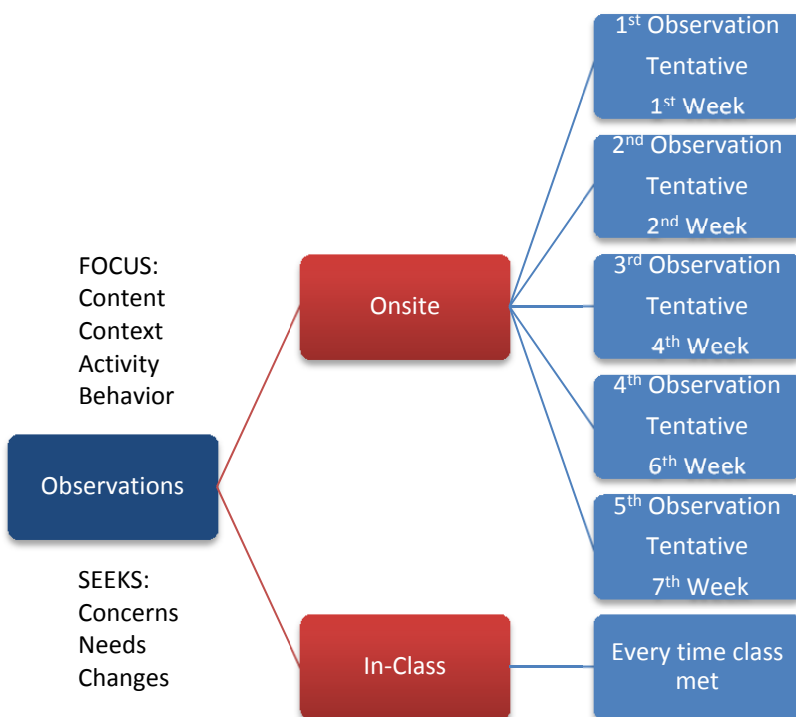 1st Observation
Tentative
1st Week
2nd Observation
Tentative
2nd Week
FOCUS:
Content
Context
Activity
Behavior
Onsite
3rd Observation
Tentative
4th Week
4th Observation
Tentative
6th Week
Observations
5th Observation
Tentative
7th Week
SEEKS:
Concerns
Needs
Changes
In-Class
Every time class
met